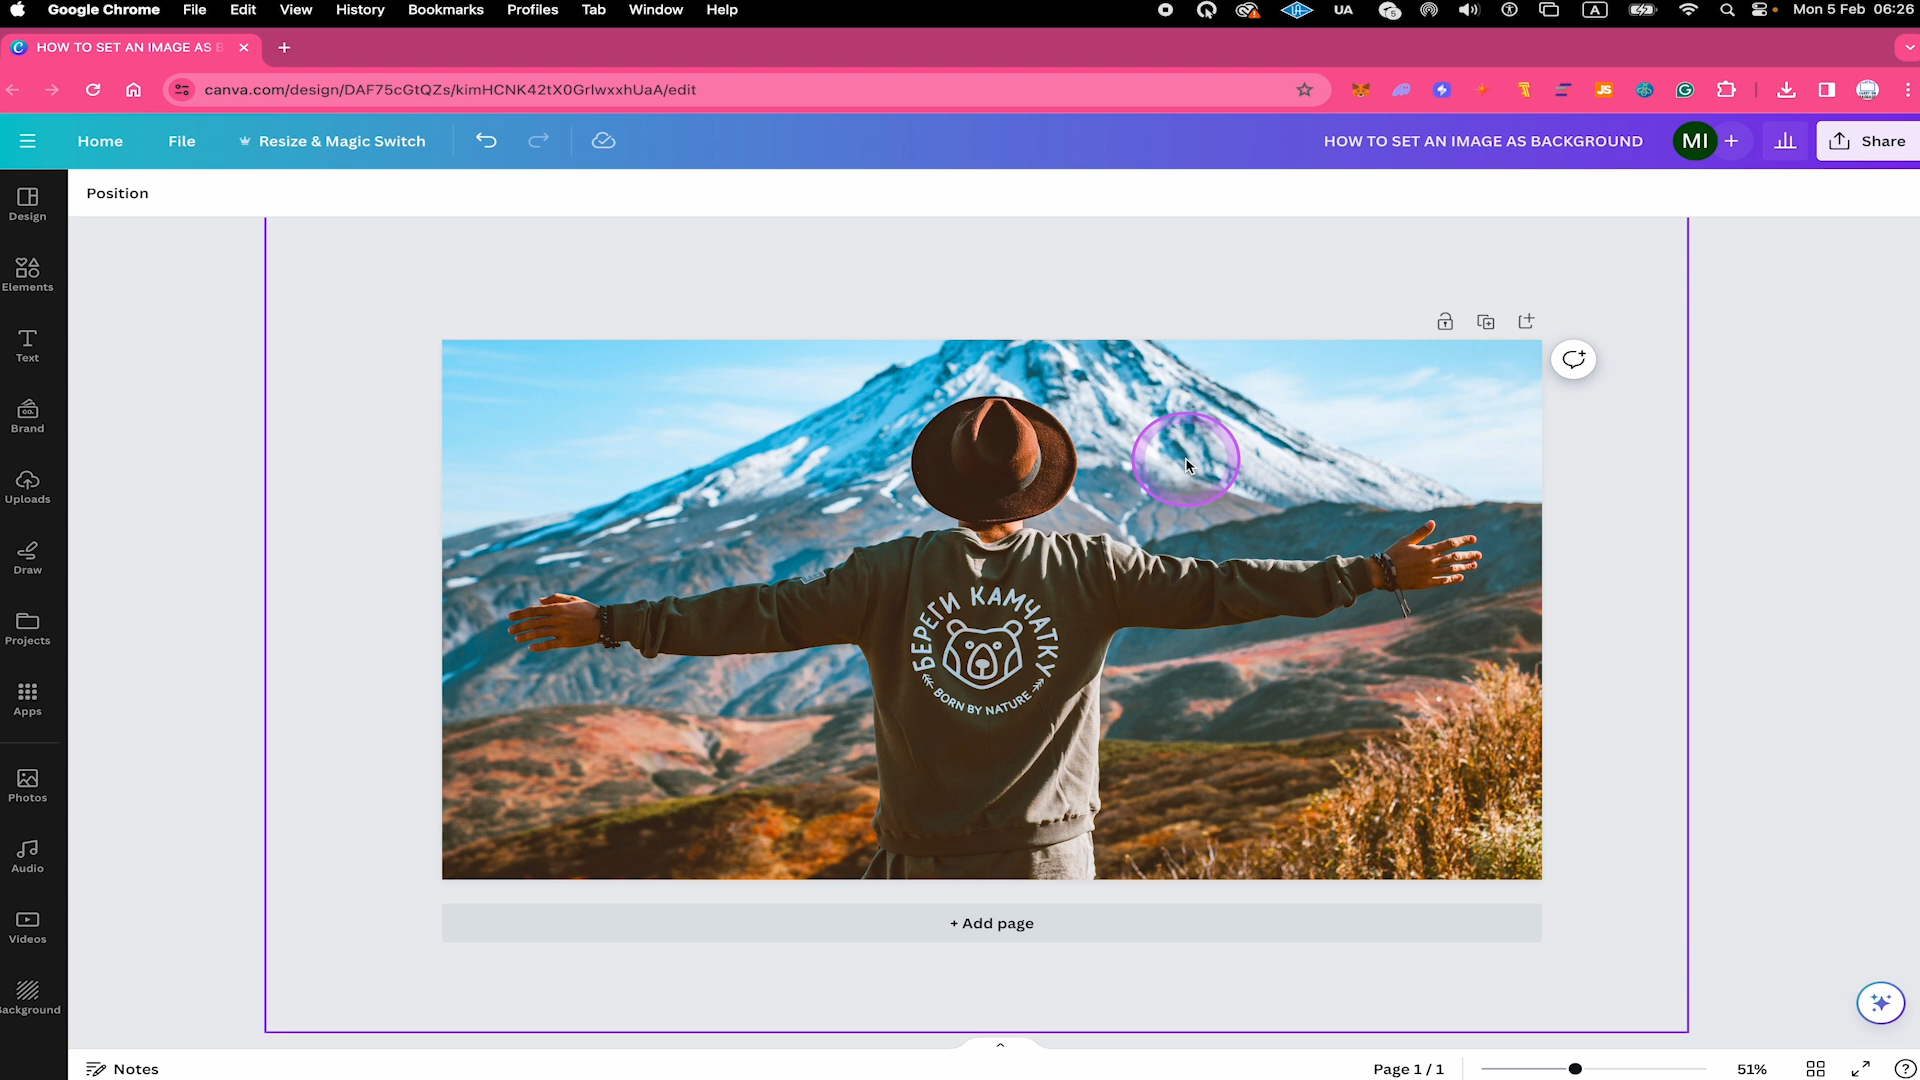 Google Chrome File Edit View History Bookmarks Profiles Tab Window Help UA 5 A Mon 5 Feb 06:26
HOW TO SET AN IMAGE AS B
canva.com/design/DAF75cGtQZs/kimHCNK42tX0GrlwxxhUaA/edit JS
Home File Resize & Magic Switch HOW TO SET AN IMAGE AS BACKGROUND MI Share
Position
Design
Elements
Text
Brand
Uploads
Draw
Projects
Apps
Photos
Audio
Videos
ackground
БЕРЕГИ КАМЧАТКУ
BORN BY NATURE
+ Add page
Notes Page 1 / 1 51%